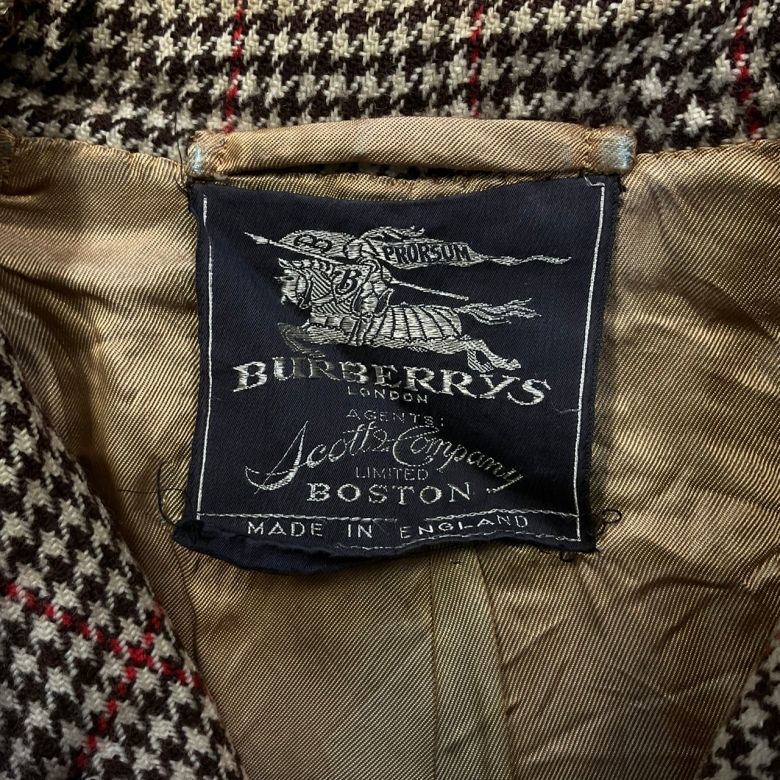 PRORSUM
B
BURBERRYS
LONDON
AGENTS:
Scott & Company
LIMITED
BOSTON
MADE IN ENGLAND